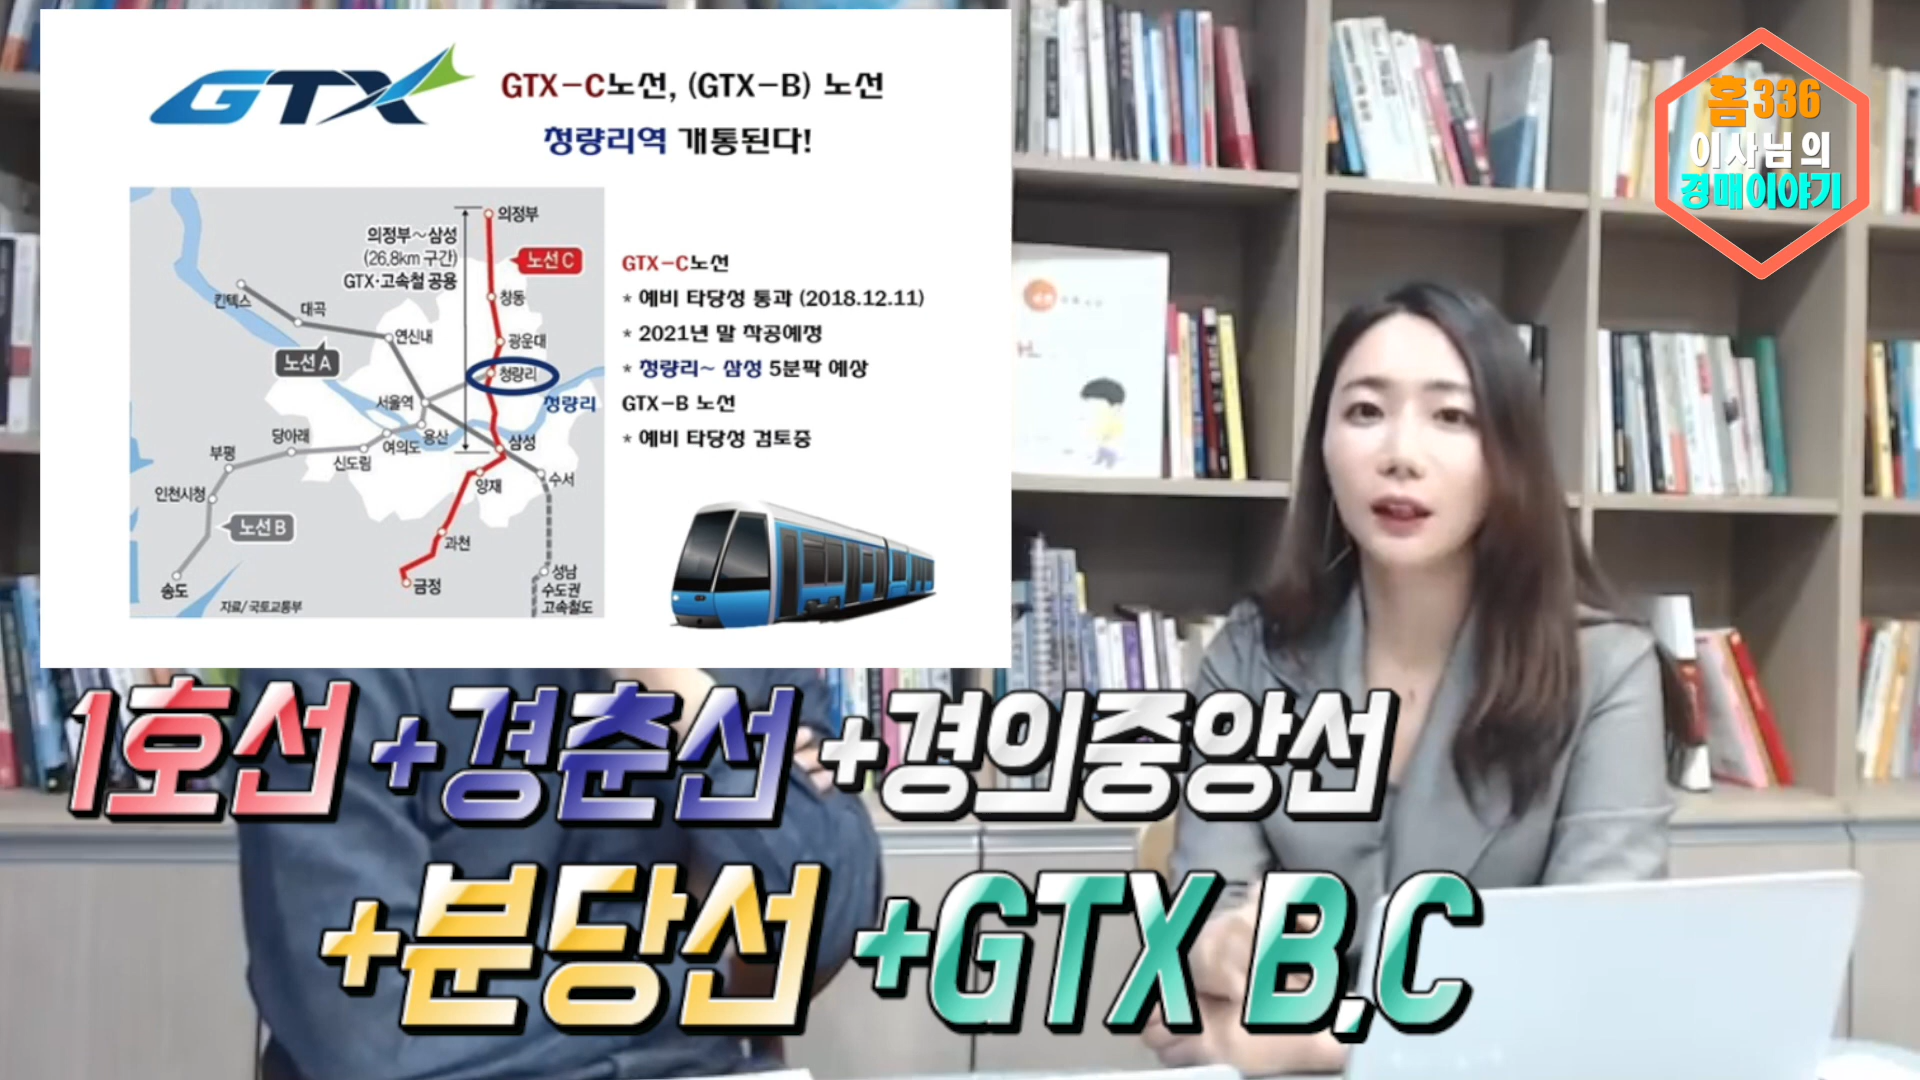 GTX
GTX-C노선, (GTX-B) 노선
청량리역 개통된다!
의정부
의정부~삼성
(26.8km 구간)
GTX·고속철 공용
노선 C
킨텍스
대곡
창동
연신내
광운대
노선 A
청량리
청량리
서울역
당아래
여의도
용산
삼성
부평
신도림
수서
양재
인천시청
노선 B
과천
송도
금정
성남
수도권
고속철도
자료/국토교통부
GTX-C노선
* 예비 타당성 통과 (2018.12.11)
* 2021년 말 착공예정
* 청량리~ 삼성 5분팍 예상
GTX-B 노선
* 예비 타당성 검토중
홈336
이사님의
경매이야기
1호선 +경춘선 +경의중앙선
+분당선 +GTX B,C